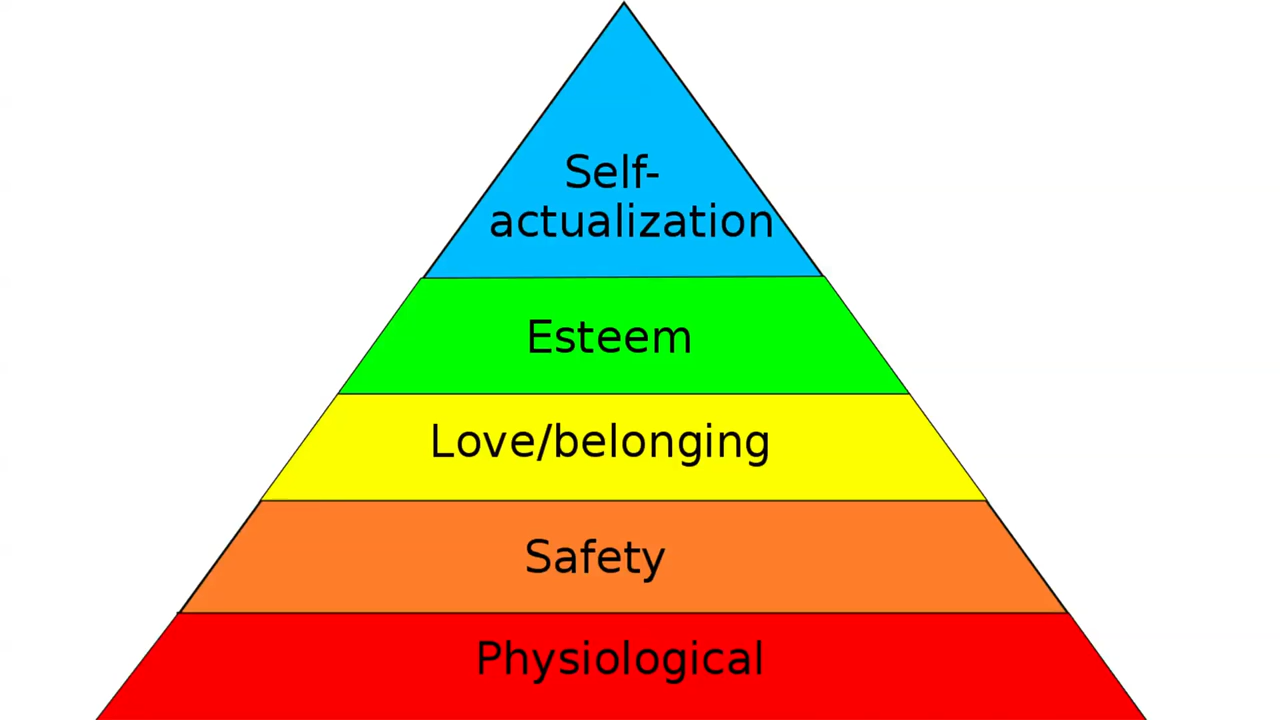 Self-
actualization
Esteem
Love/belonging
Safety
Physiological